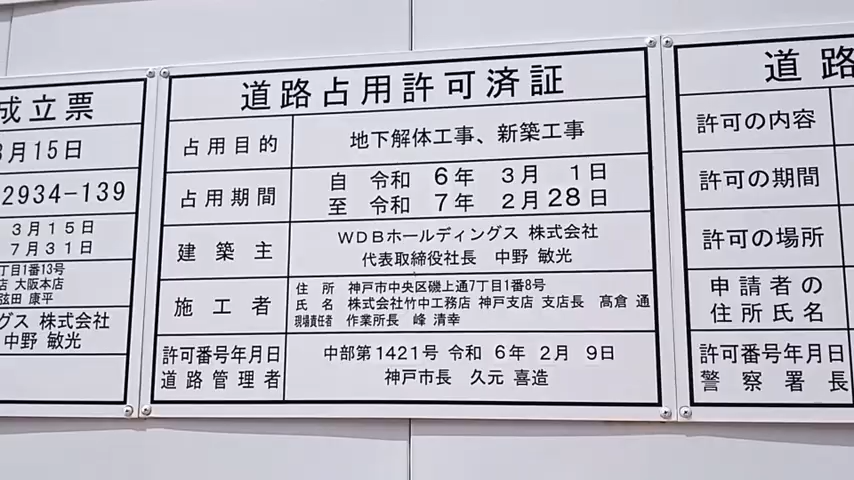 成立票
3月15日
2934-139
3月15日
7月31日
丁目1番13号
店 大阪本店
弦田 康平
グス 株式会社
中野 敏光
道路占用許可済証
占用目的 地下解体工事、新築工事
占用期間 自 令和 6年 3月 1日
至 令和 7年 2月28日
建築主 WDBホールディングス 株式会社
代表取締役社長 中野 敏光
施工者 住所 神戸市中央区磯上通7丁目1番8号
氏名 株式会社竹中工務店 神戸支店 支店長 髙倉 通
現場責任者 作業所長 峰 清幸
許可番号年月日 中部第1421号 令和 6年 2月 9日
道路管理者 神戸市長 久元 喜造
道路
許可の内容
許可の期間
許可の場所
申請者の
住所氏名
許可番号年月日
警察署長